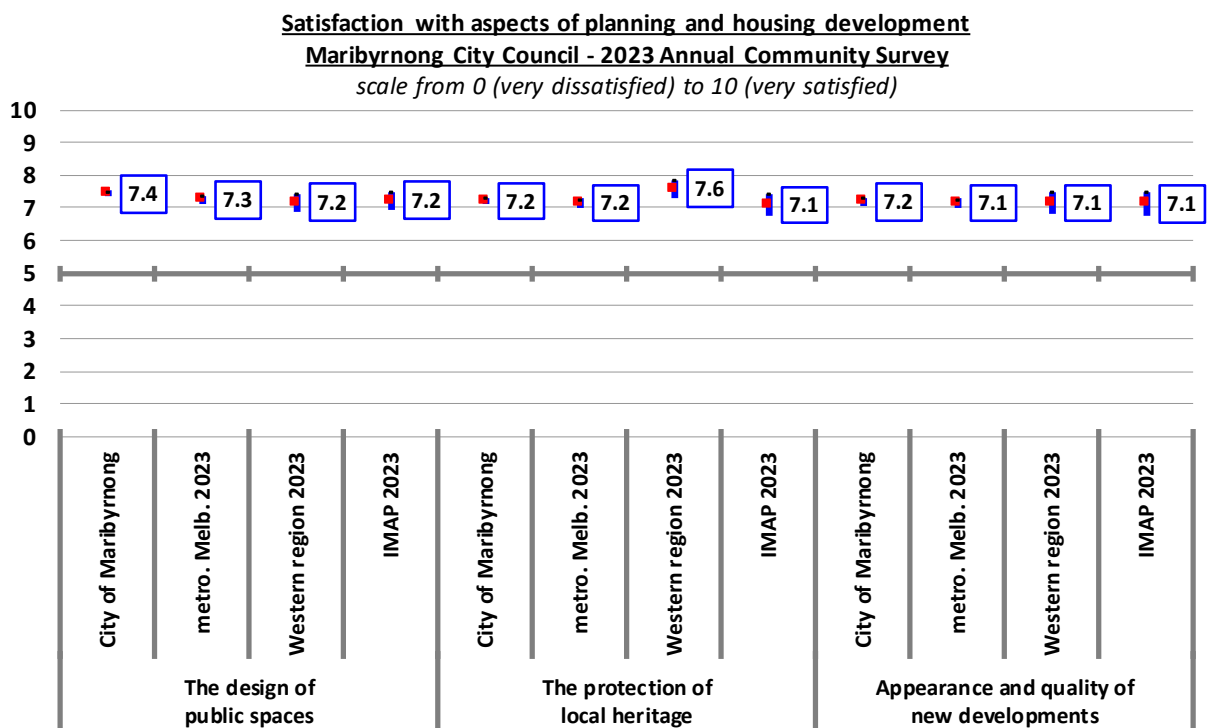 Satisfaction with aspects of planning and housing development
Maribyrnong City Council - 2023 Annual Community Survey
scale from 0 (very dissatisfied) to 10 (very satisfied)
10
9
8
7
6
5
4
3
2
1
0
7.4
7.3
7.2
7.2
7.2
7.2
7.6
7.1
7.2
7.1
7.1
7.1
City of Maribyrnong
metro. Melb. 2023
Western region 2023
IMAP 2023
City of Maribyrnong
metro. Melb. 2023
Western region 2023
IMAP 2023
City of Maribyrnong
metro. Melb. 2023
Western region 2023
IMAP 2023
The design of
public spaces
The protection of
local heritage
Appearance and quality of
new developments